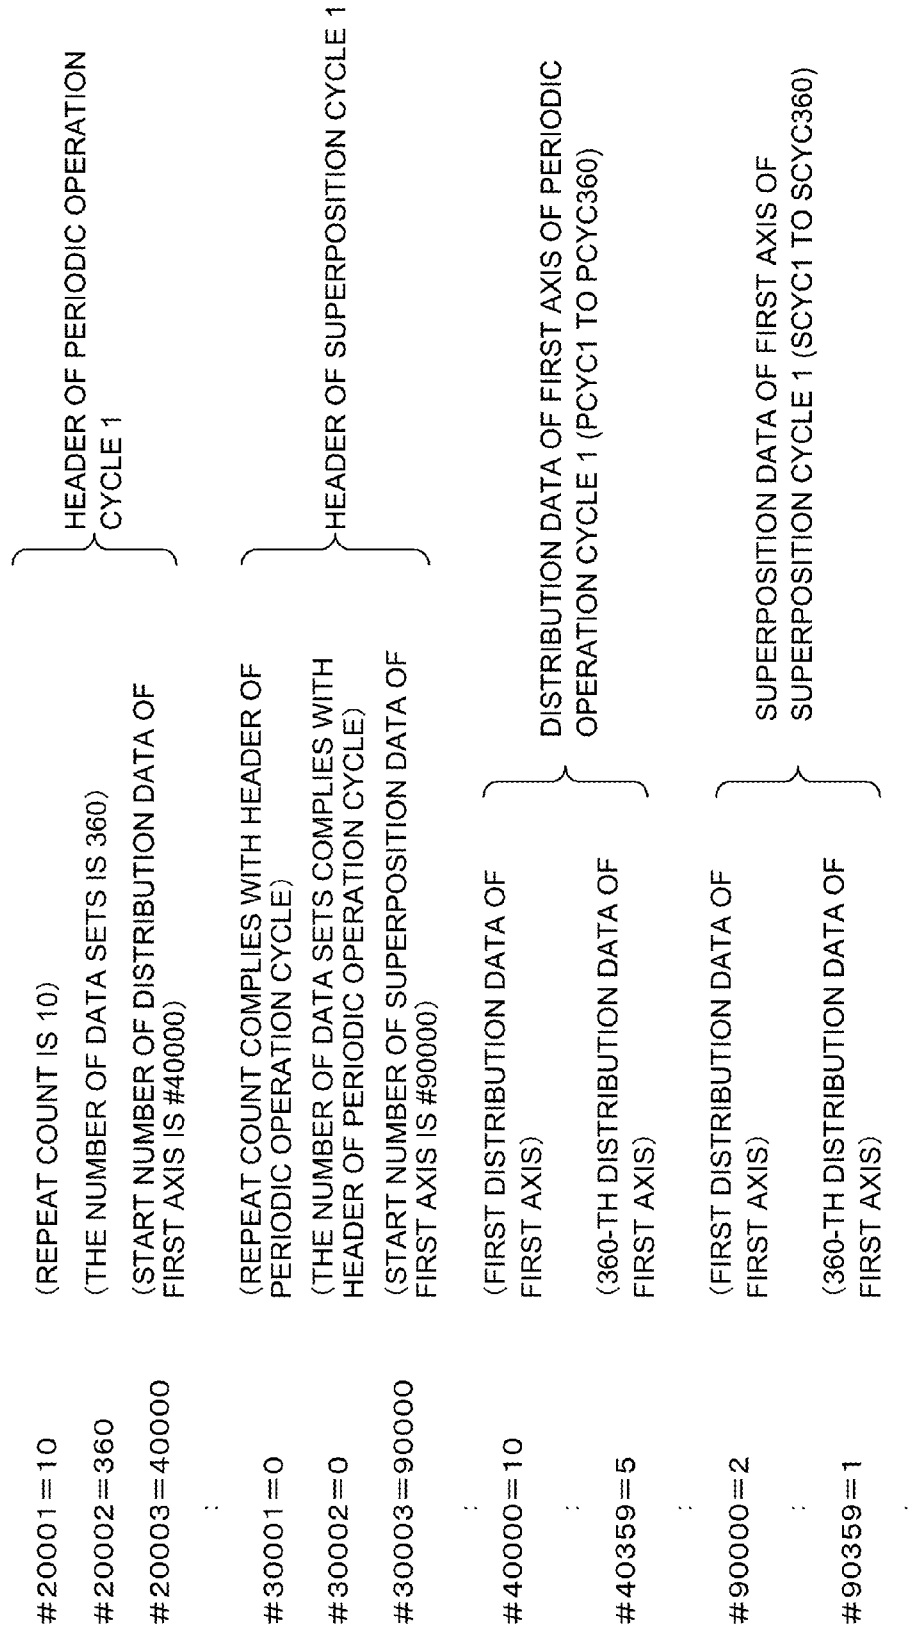 #20001=10
(REPEAT COUNT IS 10)
#20002=360
(THE NUMBER OF DATA SETS IS 360)
#20003=40000
(START NUMBER OF DISTRIBUTION DATA OF
FIRST AXIS IS #40000)
HEADER OF PERIODIC OPERATION
CYCLE 1
:
#30001=0
(REPEAT COUNT COMPLIES WITH HEADER OF
PERIODIC OPERATION CYCLE)
#30002=0
(THE NUMBER OF DATA SETS COMPLIES WITH
HEADER OF PERIODIC OPERATION CYCLE)
#30003=90000
(START NUMBER OF SUPERPOSITION DATA OF
FIRST AXIS IS #90000)
HEADER OF SUPERPOSITION CYCLE 1
:
#40000=10
(FIRST DISTRIBUTION DATA OF
FIRST AXIS)
:
#40359=5
(360-TH DISTRIBUTION DATA OF
FIRST AXIS)
DISTRIBUTION DATA OF FIRST AXIS OF PERIODIC
OPERATION CYCLE 1 (PCYC1 TO PCYC360)
:
#90000=2
(FIRST DISTRIBUTION DATA OF
FIRST AXIS)
:
#90359=1
(360-TH DISTRIBUTION DATA OF
FIRST AXIS)
SUPERPOSITION DATA OF FIRST AXIS OF
SUPERPOSITION CYCLE 1 (SCYC1 TO SCYC360)